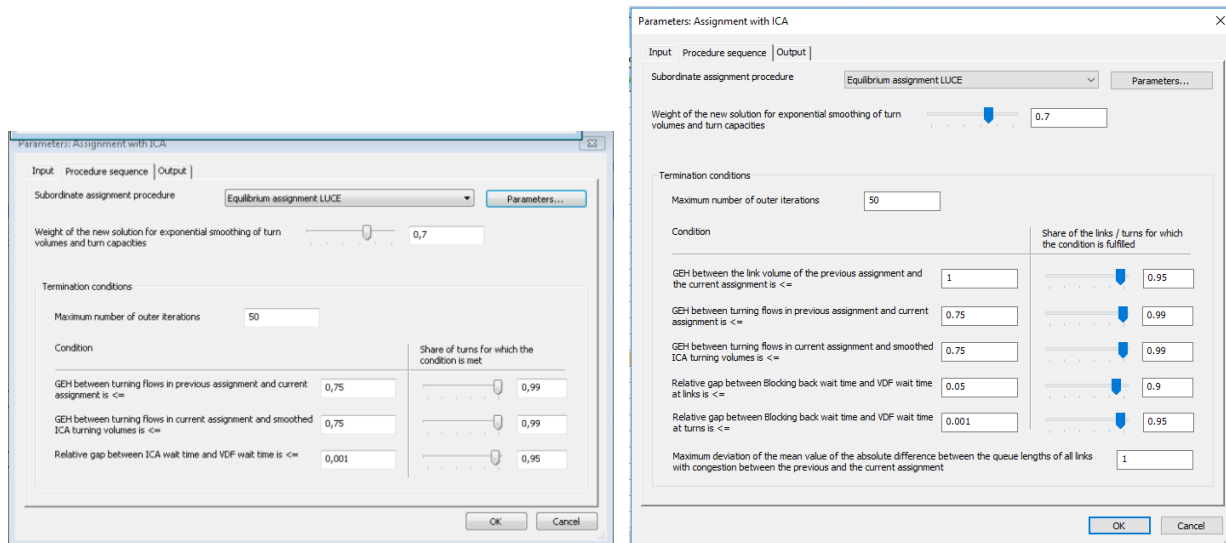 Parameters: Assignment with ICA
Input Procedure sequence Output
Subordinate assignment procedure Equilibrium assignment LUCE Parameters...
Weight of the new solution for exponential smoothing of turn
volumes and turn capacities 0,7
Termination conditions
Maximum number of outer iterations 50
Condition Share of turns for which the
condition is met
GEH between turning flows in previous assignment and current
assignment is <= 0,75 0,99
GEH between turning flows in current assignment and smoothed
ICA turning volumes is <= 0,75 0,99
Relative gap between ICA wait time and VDF wait time is <= 0,001 0,95
OK Cancel
Parameters: Assignment with ICA
Input Procedure sequence Output
Subordinate assignment procedure Equilibrium assignment LUCE Parameters...
Weight of the new solution for exponential smoothing of turn
volumes and turn capacities 0.7
Termination conditions
Maximum number of outer iterations 50
Condition Share of the links / turns for which
the condition is fulfilled
GEH between the link volume of the previous assignment and
the current assignment is <= 1 0.95
GEH between turning flows in previous assignment and current
assignment is <= 0.75 0.99
GEH between turning flows in current assignment and smoothed
ICA turning volumes is <= 0.75 0.99
Relative gap between Blocking back wait time and VDF wait time
at links is <= 0.05 0.9
Relative gap between Blocking back wait time and VDF wait time
at turns is <= 0.001 0.95
Maximum deviation of the mean value of the absolute difference between the queue lengths of all links
with congestion between the previous and the current assignment 1
OK Cancel